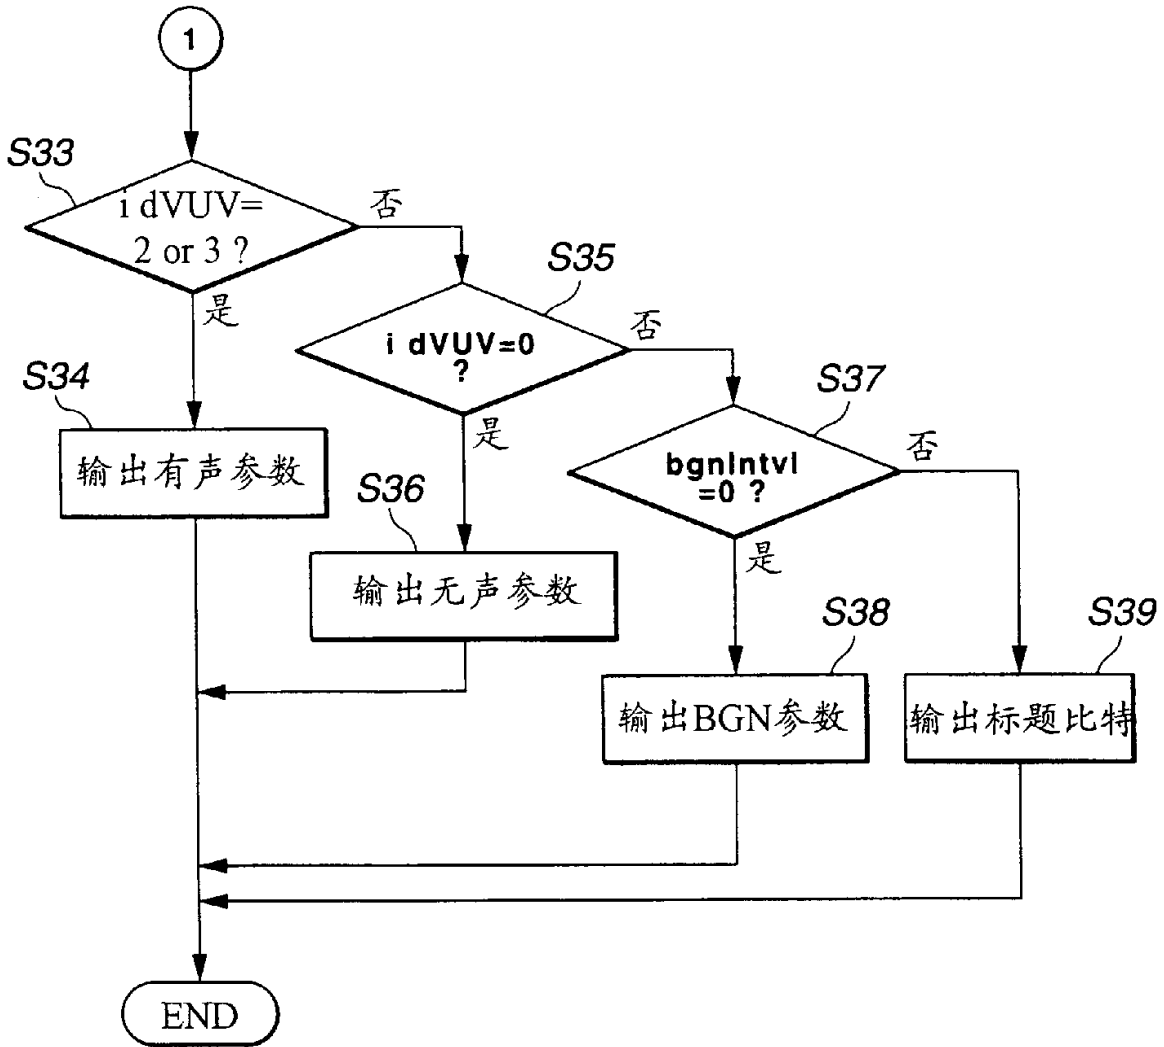 1
S33
i dVUV=
2 or 3 ?
否
是
S35
i dVUV=0
?
否
是
S34
输出有声参数
S37
bgnIntvl
=0 ?
否
是
S36
输出无声参数
S38
输出BGN参数
S39
输出标题比特
END